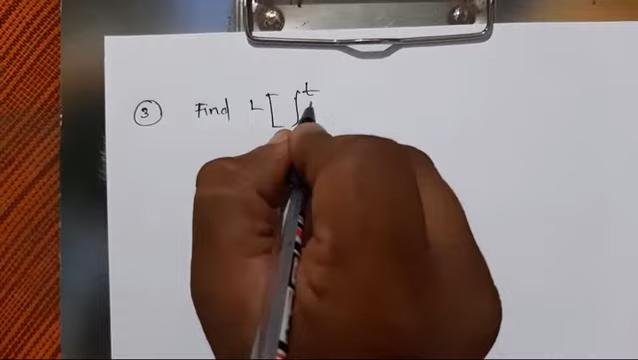 ③ Find L [ ∫ t